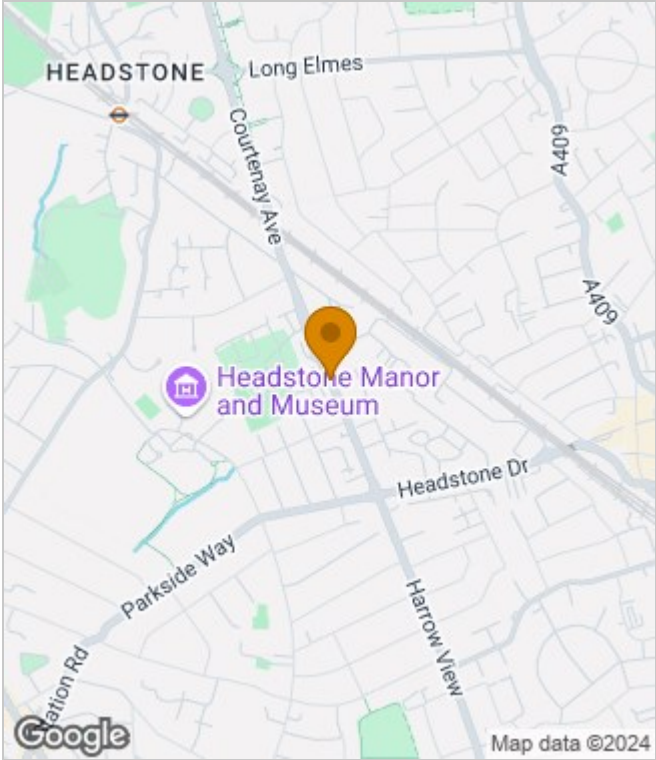 HEADSTONE
Long Elmes
Courtenay Ave
A409
A409
Headstone Manor
and Museum
Headstone Dr
Parkside Way
Harrow View
Rd
Google
Map data ©2024